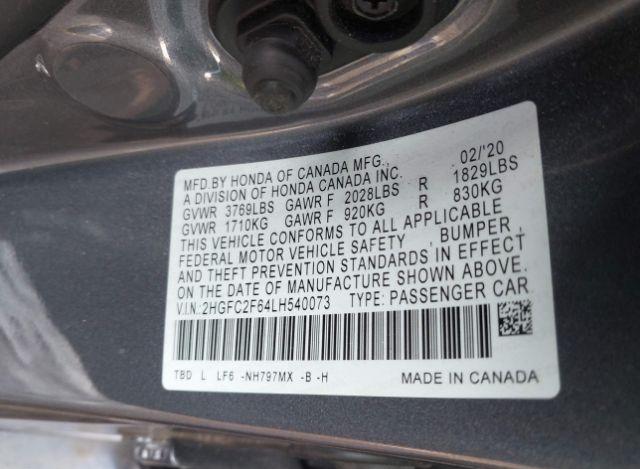 MFD.BY HONDA OF CANADA MFG., 02/'20
A DIVISION OF HONDA CANADA INC.
GVWR 3769LBS GAWR F 2028LBS R 1829LBS
GVWR 1710KG GAWR F 920KG R 830KG
THIS VEHICLE CONFORMS TO ALL APPLICABLE
FEDERAL MOTOR VEHICLE SAFETY , BUMPER,
AND THEFT PREVENTION STANDARDS IN EFFECT
ON THE DATE OF MANUFACTURE SHOWN ABOVE.
V.I.N.:2HGFC2F64LH540073 TYPE: PASSENGER CAR
TBD L LF6 -NH797MX -B -H MADE IN CANADA